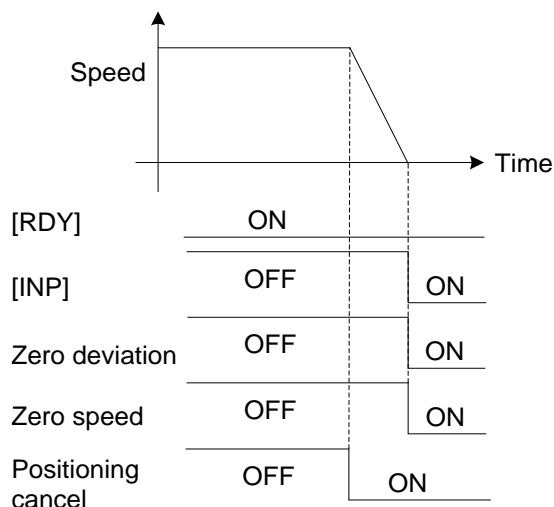 Speed
Time
[RDY] ON
[INP] OFF ON
Zero deviation OFF ON
Zero speed OFF ON
Positioning OFF ON
cancel